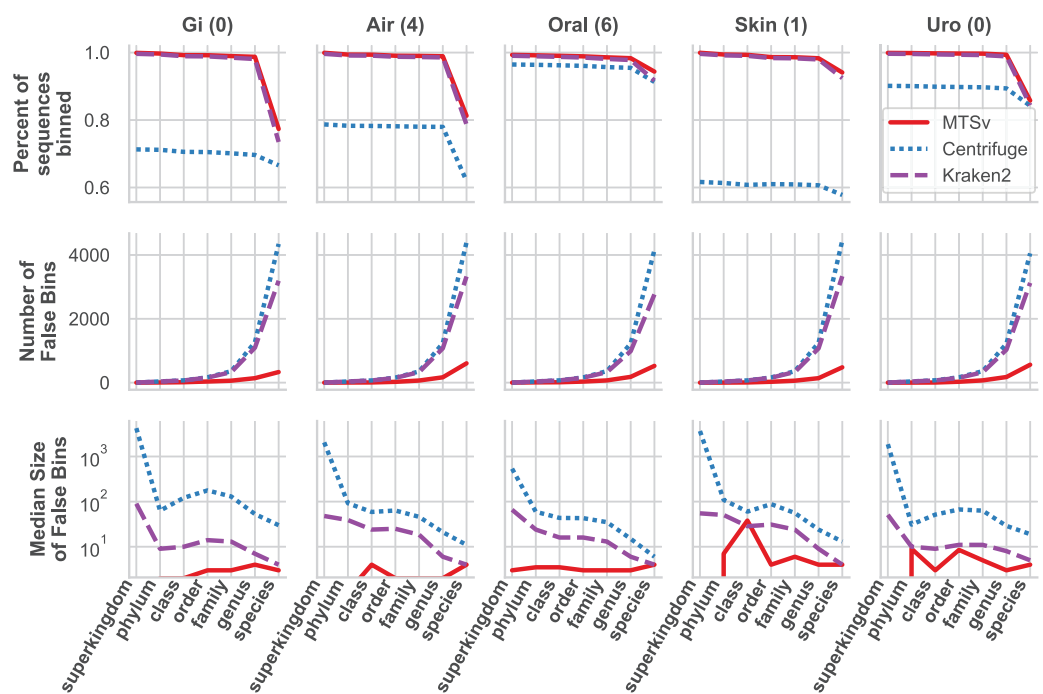 Gi (0) Air (4) Oral (6) Skin (1) Uro (0)
Percent of
sequences
binned
1.0
0.8
0.6
MTSv
Centrifuge
Kraken2
Number of
False Bins
4000
2000
0
Median Size
of False Bins
10³
10²
10¹
superkingdom phylum class order family genus species
superkingdom phylum class order family genus species
superkingdom phylum class order family genus species
superkingdom phylum class order family genus species
superkingdom phylum class order family genus species